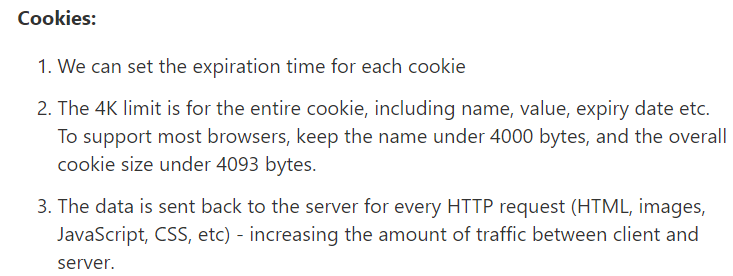 Cookies:
1. We can set the expiration time for each cookie
2. The 4K limit is for the entire cookie, including name, value, expiry date etc.
To support most browsers, keep the name under 4000 bytes, and the overall
cookie size under 4093 bytes.
3. The data is sent back to the server for every HTTP request (HTML, images,
JavaScript, CSS, etc) - increasing the amount of traffic between client and
server.